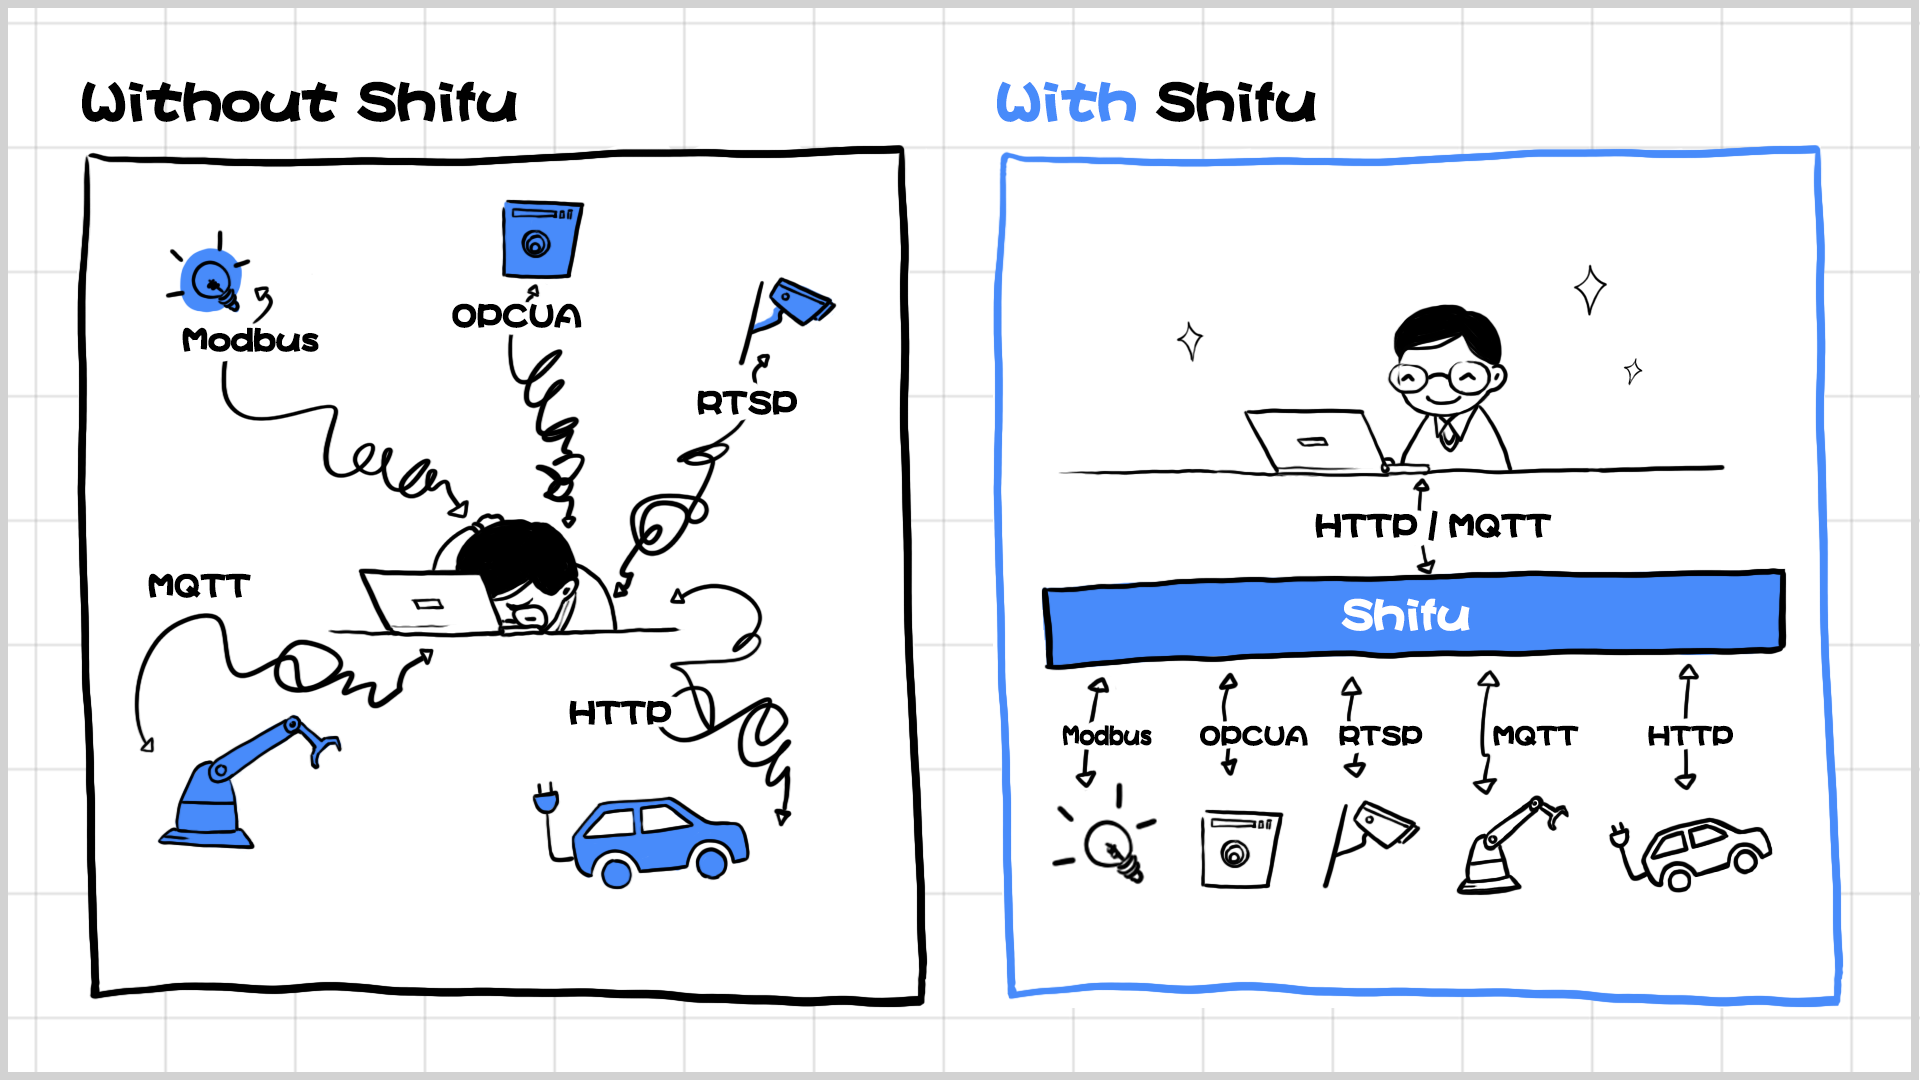 Without Shifu
OPCUA
Modbus
RTSP
MQTT
HTTP
With Shifu
HTTP / MQTT
Shifu
Modbus OPCUA RTSP MQTT HTTP